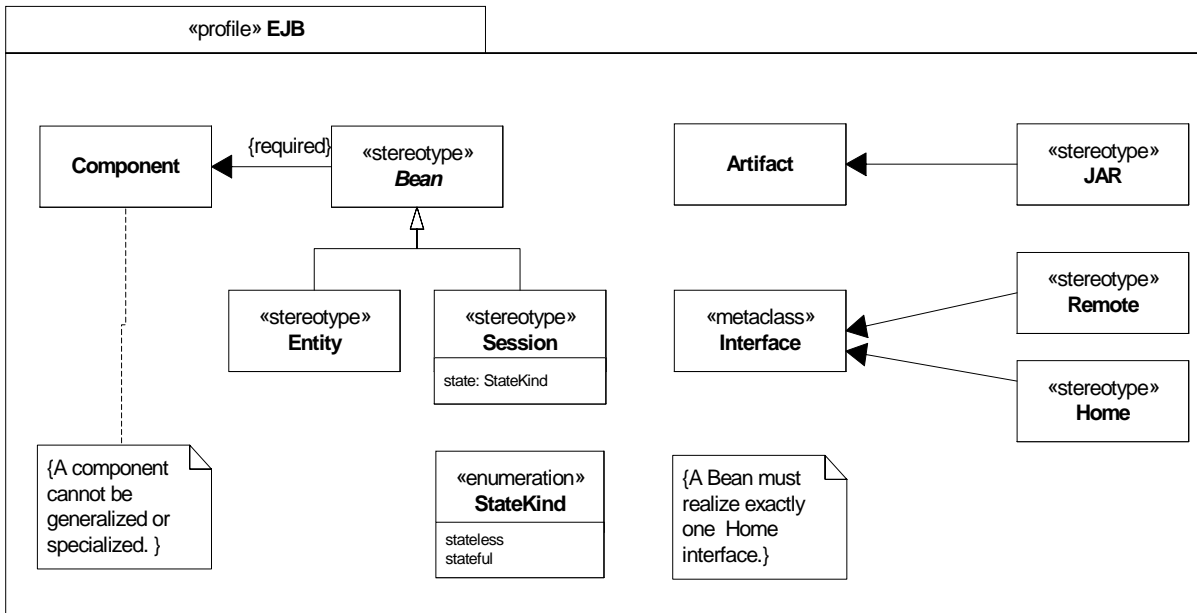 «profile» EJB
Component
{required}
«stereotype»
Bean
Artifact
«stereotype»
JAR
«stereotype»
Entity
«stereotype»
Session
state: StateKind
«metaclass»
Interface
«stereotype»
Remote
«stereotype»
Home
{A component
cannot be
generalized or
specialized. }
«enumeration»
StateKind
stateless
stateful
{A Bean must
realize exactly
one Home
interface.}